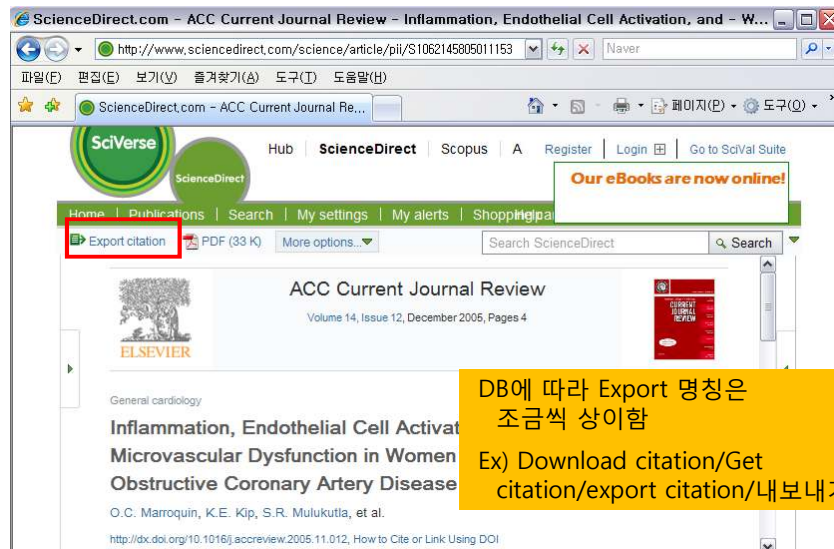 ScienceDirect.com - ACC Current Journal Review - Inflammation, Endothelial Cell Activation, and - W...
http://www.sciencedirect.com/science/article/pii/S1062145805011153
Naver
파일(F) 편집(E) 보기(V) 즐겨찾기(A) 도구(T) 도움말(H)
ScienceDirect.com - ACC Current Journal Re...
페이지(P) 도구(O)
SciVerse
ScienceDirect
Hub ScienceDirect Scopus A Register Login Go to SciVal Suite
Our eBooks are now online!
Home Publications Search My settings My alerts Shopping
Export citation PDF (33 K) More options... Search ScienceDirect Search
ACC Current Journal Review
Volume 14, Issue 12, December 2005, Pages 4
CURRENT
JOURNAL
REVIEW
ELSEVIER
General cardiology
Inflammation, Endothelial Cell Activat
Microvascular Dysfunction in Women
Obstructive Coronary Artery Disease
O.C. Marroquin, K.E. Kip, S.R. Mulukutla, et al.
http://dx.doi.org/10.1016/j.accreview.2005.11.012, How to Cite or Link Using DOI
DB에 따라 Export 명칭은
조금씩 상이함
Ex) Download citation/Get
citation/export citation/내보내기